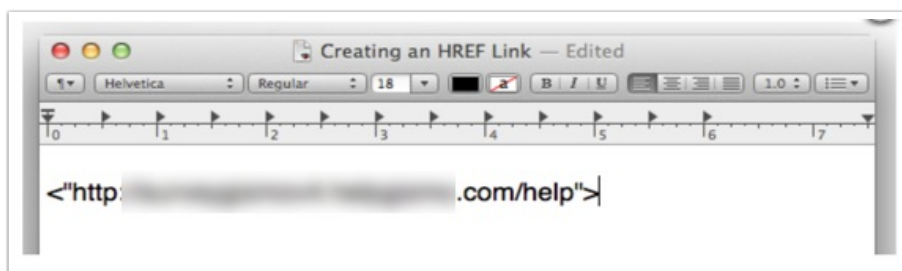 Creating an HREF Link — Edited
¶ Helvetica Regular 18 a B I U 1.0
0 1 2 3 4 5 6 7
<"http: .com/help">